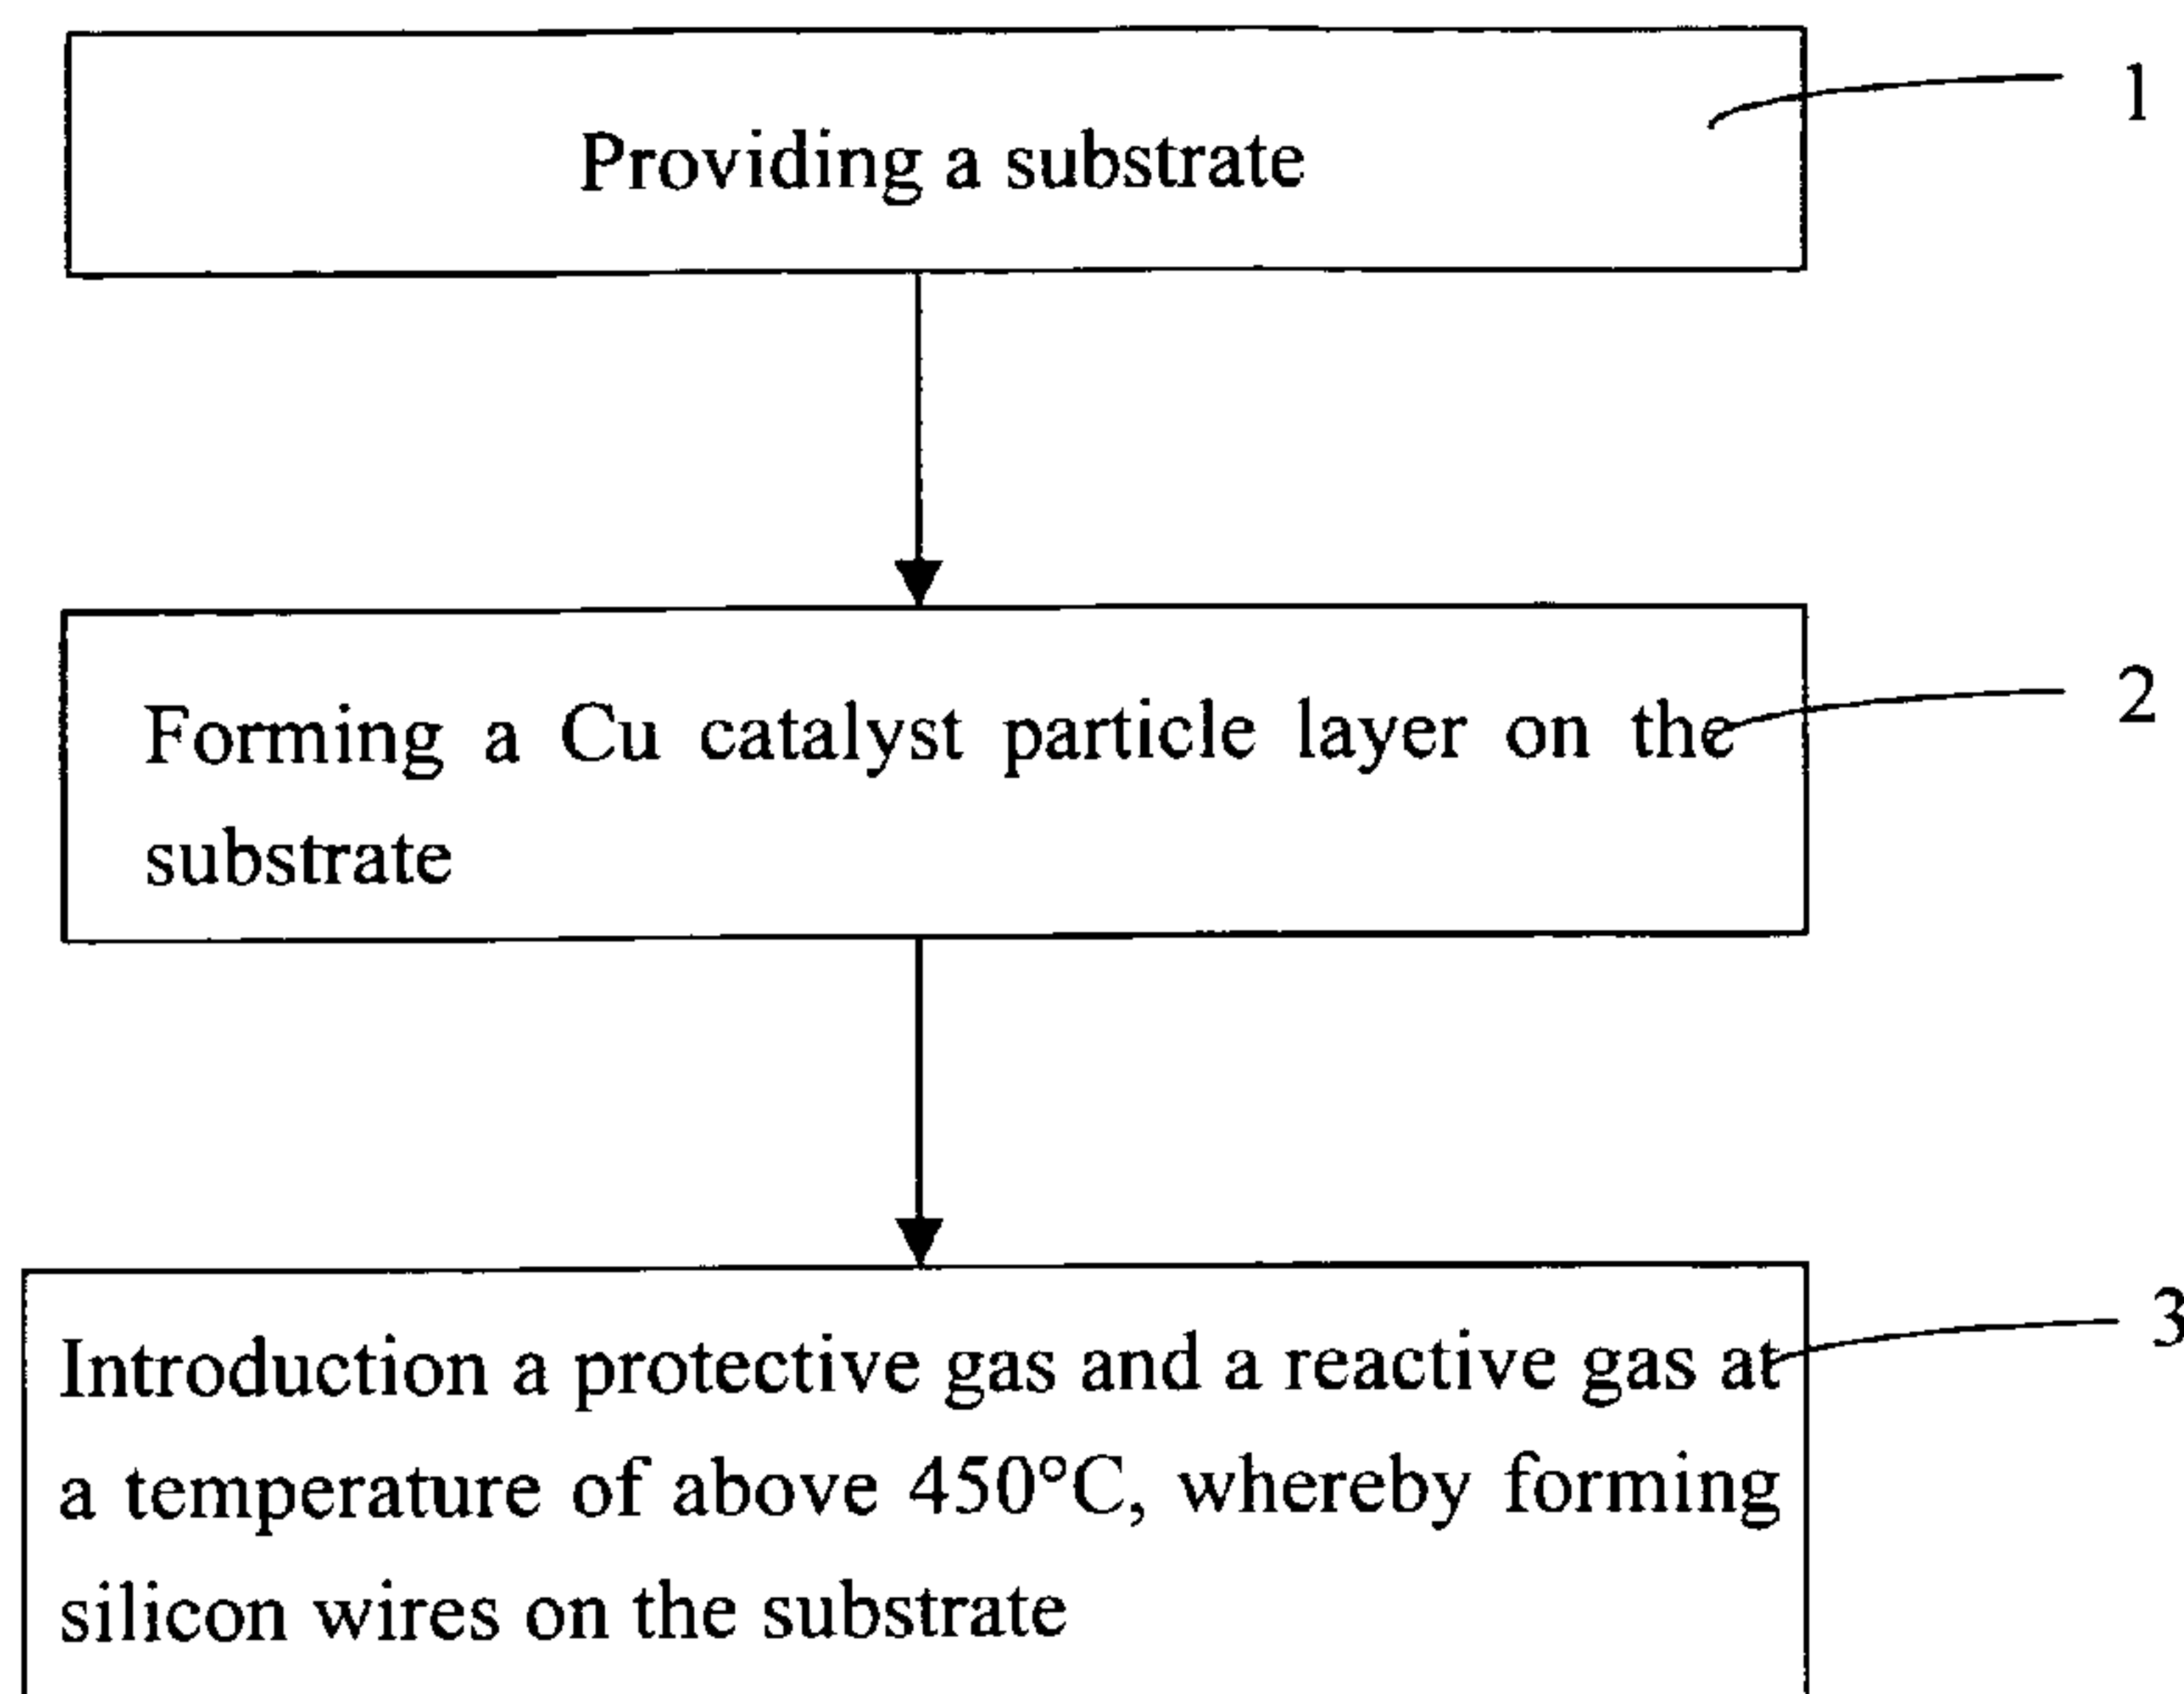 Providing a substrate
1
Forming a Cu catalyst particle layer on the
substrate
2
Introduction a protective gas and a reactive gas at
a temperature of above 450°C, whereby forming
silicon wires on the substrate
3